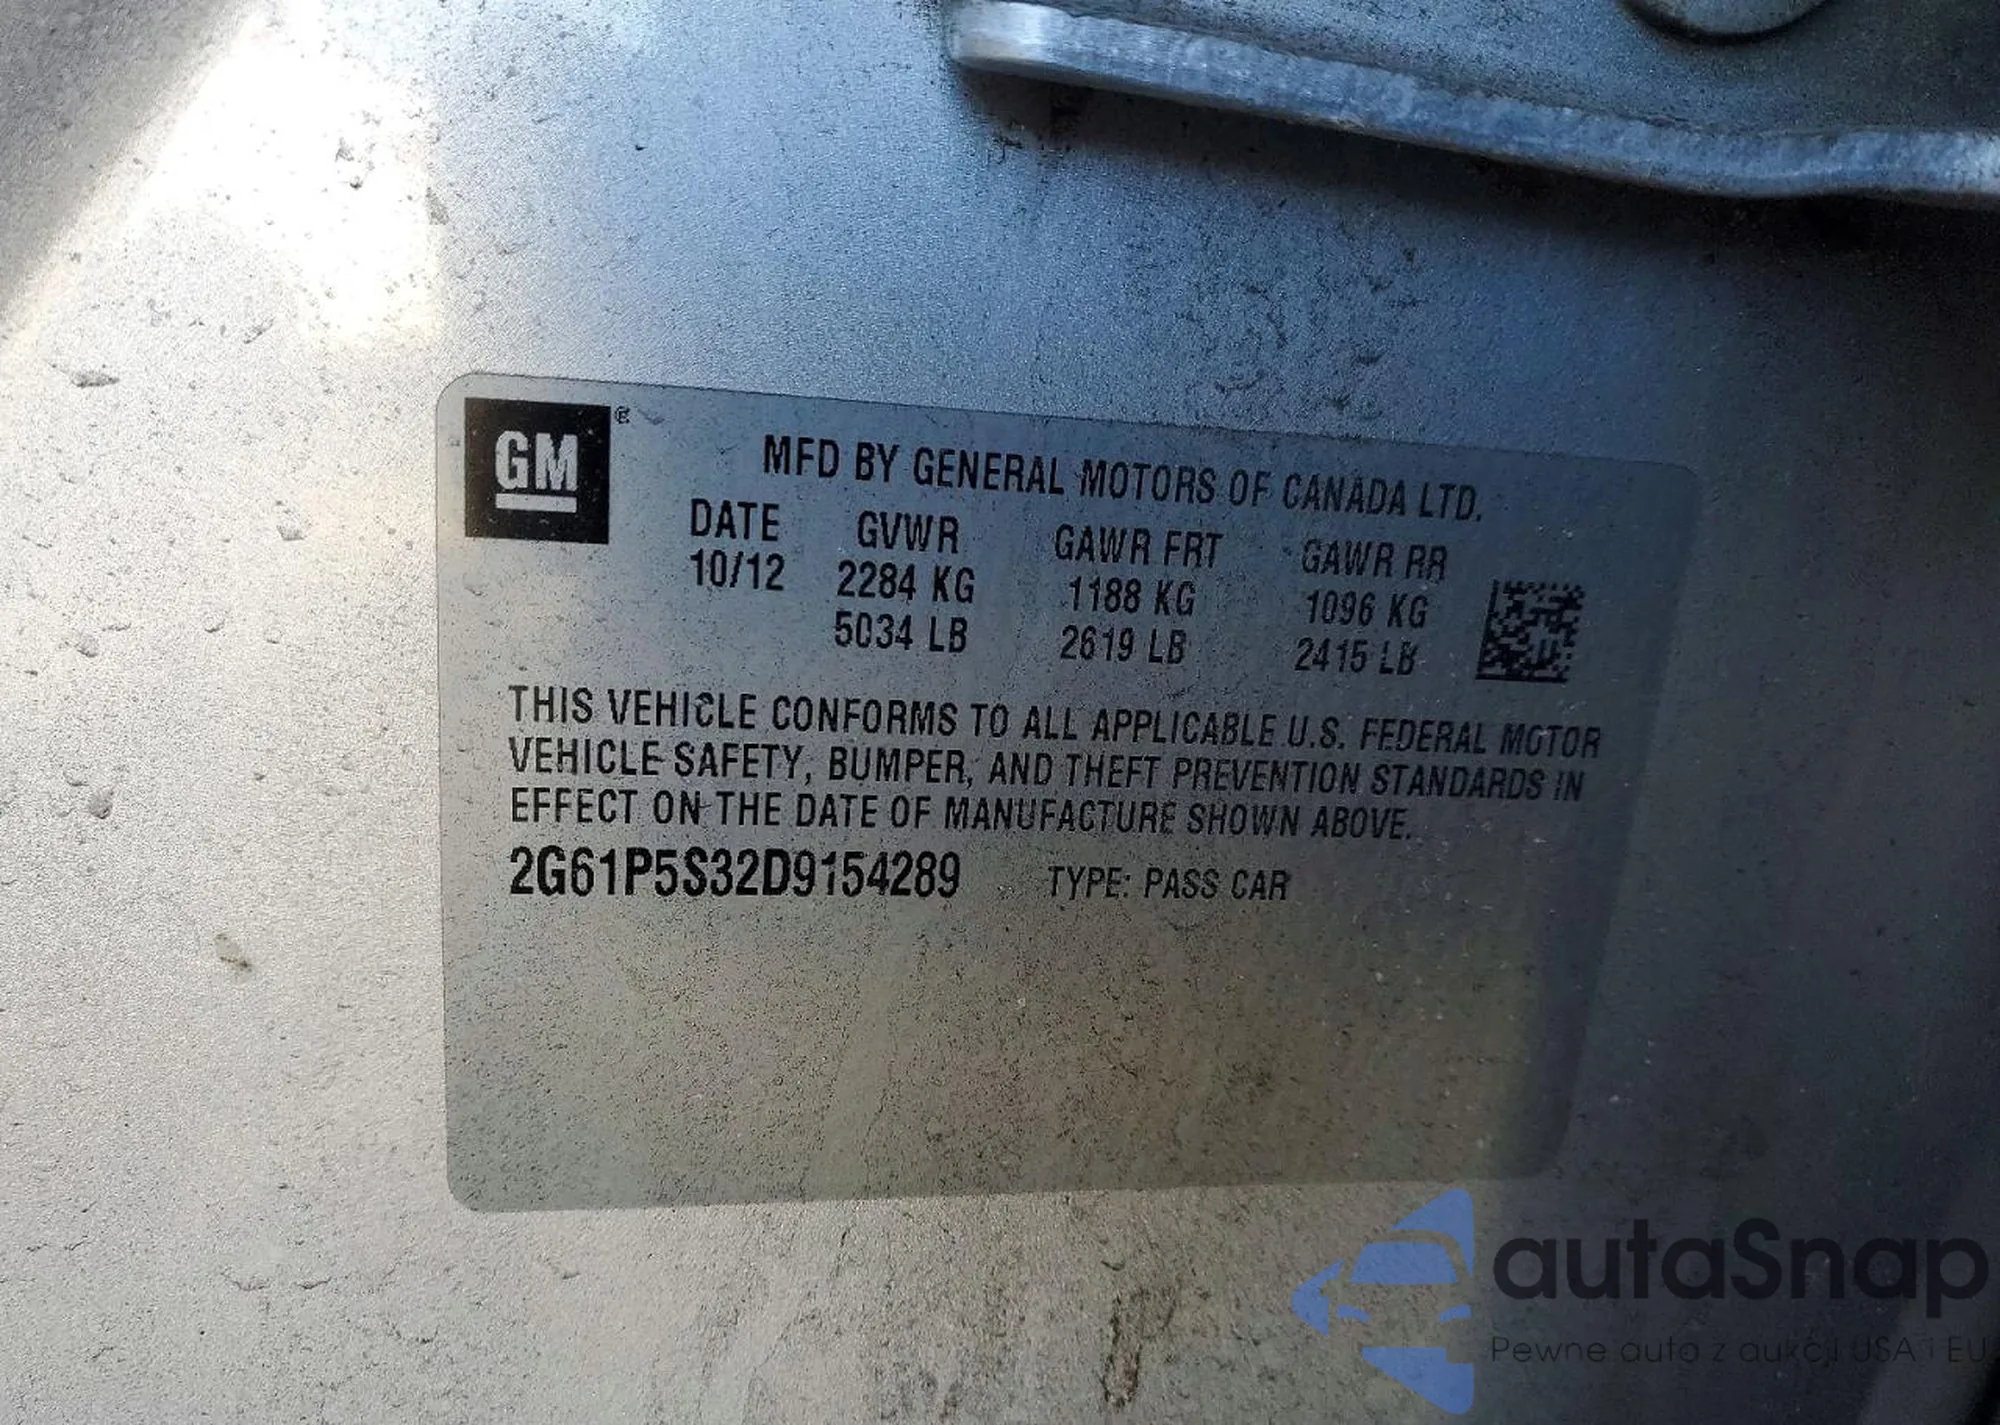 GM
MFD BY GENERAL MOTORS OF CANADA LTD.
DATE GVWR GAWR FRT GAWR RR
10/12 2284 KG 1188 KG 1096 KG
5034 LB 2619 LB 2415 LB
THIS VEHICLE CONFORMS TO ALL APPLICABLE U.S. FEDERAL MOTOR
VEHICLE SAFETY, BUMPER, AND THEFT PREVENTION STANDARDS IN
EFFECT ON THE DATE OF MANUFACTURE SHOWN ABOVE.
2G61P5S32D9154289 TYPE: PASS CAR
autaSnap
Pewne auto z aukcji USA i EU